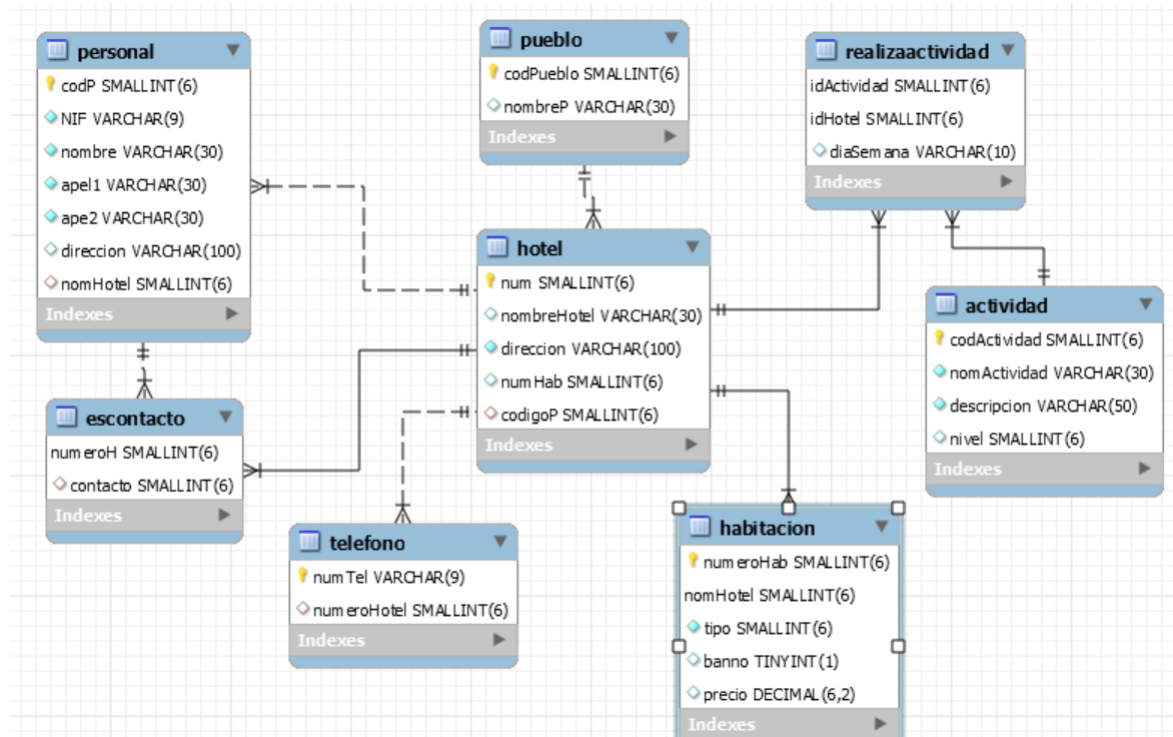 personal
codP SMALLINT(6)
NIF VARCHAR(9)
nombre VARCHAR(30)
apel1 VARCHAR(30)
ape2 VARCHAR(30)
direccion VARCHAR(100)
nomHotel SMALLINT(6)
Indexes
pueblo
codPueblo SMALLINT(6)
nombreP VARCHAR(30)
Indexes
realizaactividad
idActividad SMALLINT(6)
idHotel SMALLINT(6)
diaSemana VARCHAR(10)
Indexes
hotel
num SMALLINT(6)
nombreHotel VARCHAR(30)
direccion VARCHAR(100)
numHab SMALLINT(6)
codigoP SMALLINT(6)
Indexes
actividad
codActividad SMALLINT(6)
nomActividad VARCHAR(30)
descripcion VARCHAR(50)
nivel SMALLINT(6)
Indexes
escontacto
numeroH SMALLINT(6)
contacto SMALLINT(6)
Indexes
telefono
numTel VARCHAR(9)
numeroHotel SMALLINT(6)
Indexes
habitacion
numeroHab SMALLINT(6)
nomHotel SMALLINT(6)
tipo SMALLINT(6)
banno TINYINT(1)
precio DECIMAL(6,2)
Indexes